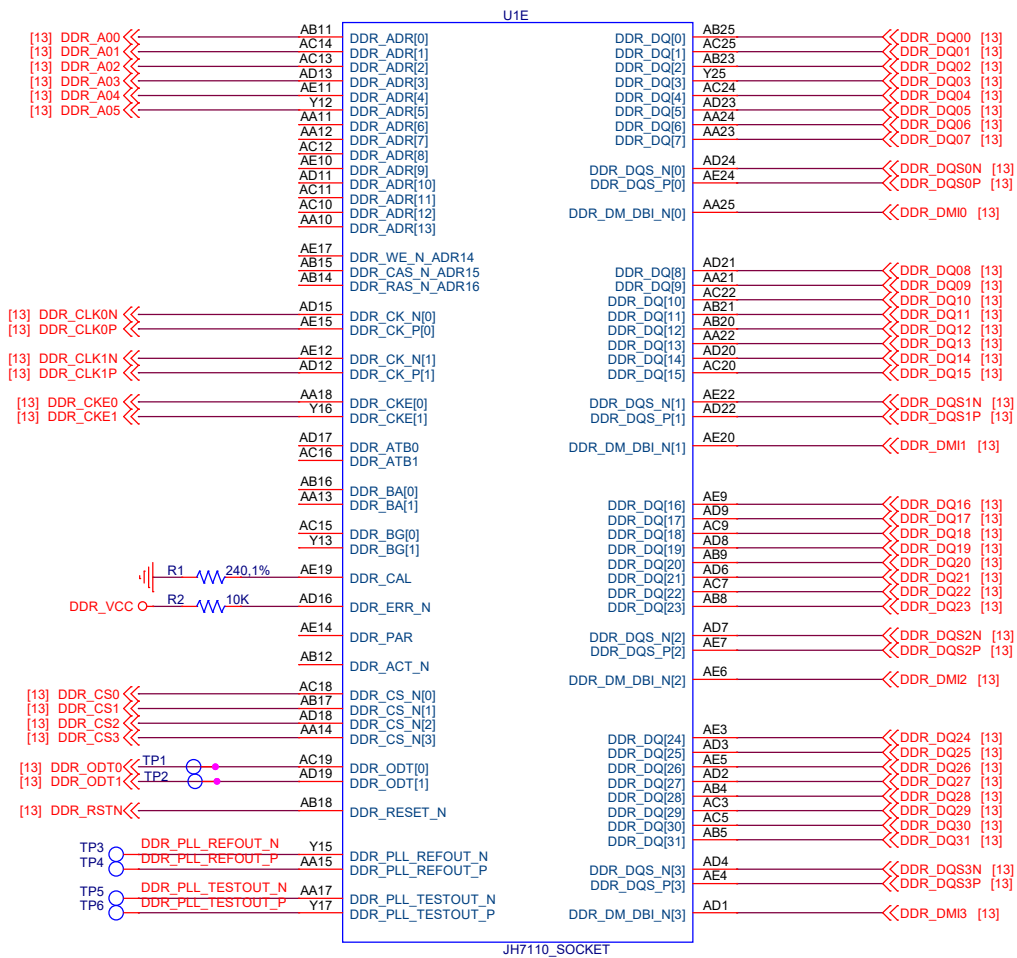 U1E
[13] DDR_A00 AB11 DDR_ADR[0] DDR_DQ[0] AB25 DDR_DQ00 [13]
[13] DDR_A01 AC14 DDR_ADR[1] DDR_DQ[1] AC25 DDR_DQ01 [13]
[13] DDR_A02 AC13 DDR_ADR[2] DDR_DQ[2] AB23 DDR_DQ02 [13]
[13] DDR_A03 AD13 DDR_ADR[3] DDR_DQ[3] Y25 DDR_DQ03 [13]
[13] DDR_A04 AE11 DDR_ADR[4] DDR_DQ[4] AC24 DDR_DQ04 [13]
[13] DDR_A05 Y12 DDR_ADR[5] DDR_DQ[5] AD23 DDR_DQ05 [13]
AA11 DDR_ADR[6] DDR_DQ[6] AA24 DDR_DQ06 [13]
AA12 DDR_ADR[7] DDR_DQ[7] AA23 DDR_DQ07 [13]
AC12 DDR_ADR[8]
AE10 DDR_ADR[9] DDR_DQS_N[0] AD24 DDR_DQS0N [13]
AD11 DDR_ADR[10] DDR_DQS_P[0] AE24 DDR_DQS0P [13]
AC11 DDR_ADR[11]
AC10 DDR_ADR[12] DDR_DM_DBI_N[0] AA25 DDR_DMI0 [13]
AA10 DDR_ADR[13]
AE17 DDR_WE_N_ADR14
AB15 DDR_CAS_N_ADR15 DDR_DQ[8] AD21 DDR_DQ08 [13]
AB14 DDR_RAS_N_ADR16 DDR_DQ[9] AA21 DDR_DQ09 [13]
DDR_DQ[10] AC22 DDR_DQ10 [13]
[13] DDR_CLK0N AD15 DDR_CK_N[0] DDR_DQ[11] AB21 DDR_DQ11 [13]
[13] DDR_CLK0P AE15 DDR_CK_P[0] DDR_DQ[12] AB20 DDR_DQ12 [13]
DDR_DQ[13] AA22 DDR_DQ13 [13]
[13] DDR_CLK1N AE12 DDR_CK_N[1] DDR_DQ[14] AD20 DDR_DQ14 [13]
[13] DDR_CLK1P AD12 DDR_CK_P[1] DDR_DQ[15] AC20 DDR_DQ15 [13]
[13] DDR_CKE0 AA18 DDR_CKE[0] DDR_DQS_N[1] AE22 DDR_DQS1N [13]
[13] DDR_CKE1 Y16 DDR_CKE[1] DDR_DQS_P[1] AD22 DDR_DQS1P [13]
AD17 DDR_ATB0 DDR_DM_DBI_N[1] AE20 DDR_DMI1 [13]
AC16 DDR_ATB1
AB16 DDR_BA[0] DDR_DQ[16] AE9 DDR_DQ16 [13]
AA13 DDR_BA[1] DDR_DQ[17] AD9 DDR_DQ17 [13]
AC15 DDR_BG[0] DDR_DQ[18] AC9 DDR_DQ18 [13]
Y13 DDR_BG[1] DDR_DQ[19] AD8 DDR_DQ19 [13]
DDR_DQ[20] AB9 DDR_DQ20 [13]
R1 240,1% AE19 DDR_CAL DDR_DQ[21] AD6 DDR_DQ21 [13]
DDR_DQ[22] AC7 DDR_DQ22 [13]
DDR_VCC R2 10K AD16 DDR_ERR_N DDR_DQ[23] AB8 DDR_DQ23 [13]
AE14 DDR_PAR DDR_DQS_N[2] AD7 DDR_DQS2N [13]
DDR_DQS_P[2] AE7 DDR_DQS2P [13]
AB12 DDR_ACT_N
DDR_DM_DBI_N[2] AE6 DDR_DMI2 [13]
[13] DDR_CS0 AC18 DDR_CS_N[0]
[13] DDR_CS1 AB17 DDR_CS_N[1]
[13] DDR_CS2 AD18 DDR_CS_N[2]
[13] DDR_CS3 AA14 DDR_CS_N[3] DDR_DQ[24] AE3 DDR_DQ24 [13]
DDR_DQ[25] AD3 DDR_DQ25 [13]
[13] DDR_ODT0 TP1 AC19 DDR_ODT[0] DDR_DQ[26] AE5 DDR_DQ26 [13]
[13] DDR_ODT1 TP2 AD19 DDR_ODT[1] DDR_DQ[27] AD2 DDR_DQ27 [13]
DDR_DQ[28] AB4 DDR_DQ28 [13]
[13] DDR_RSTN AB18 DDR_RESET_N DDR_DQ[29] AC3 DDR_DQ29 [13]
DDR_DQ[30] AC5 DDR_DQ30 [13]
DDR_DQ[31] AB5 DDR_DQ31 [13]
TP3 DDR_PLL_REFOUT_N Y15 DDR_PLL_REFOUT_N
TP4 DDR_PLL_REFOUT_P AA15 DDR_PLL_REFOUT_P DDR_DQS_N[3] AD4 DDR_DQS3N [13]
DDR_DQS_P[3] AE4 DDR_DQS3P [13]
TP5 DDR_PLL_TESTOUT_N AA17 DDR_PLL_TESTOUT_N
TP6 DDR_PLL_TESTOUT_P Y17 DDR_PLL_TESTOUT_P DDR_DM_DBI_N[3] AD1 DDR_DMI3 [13]
JH7110_SOCKET